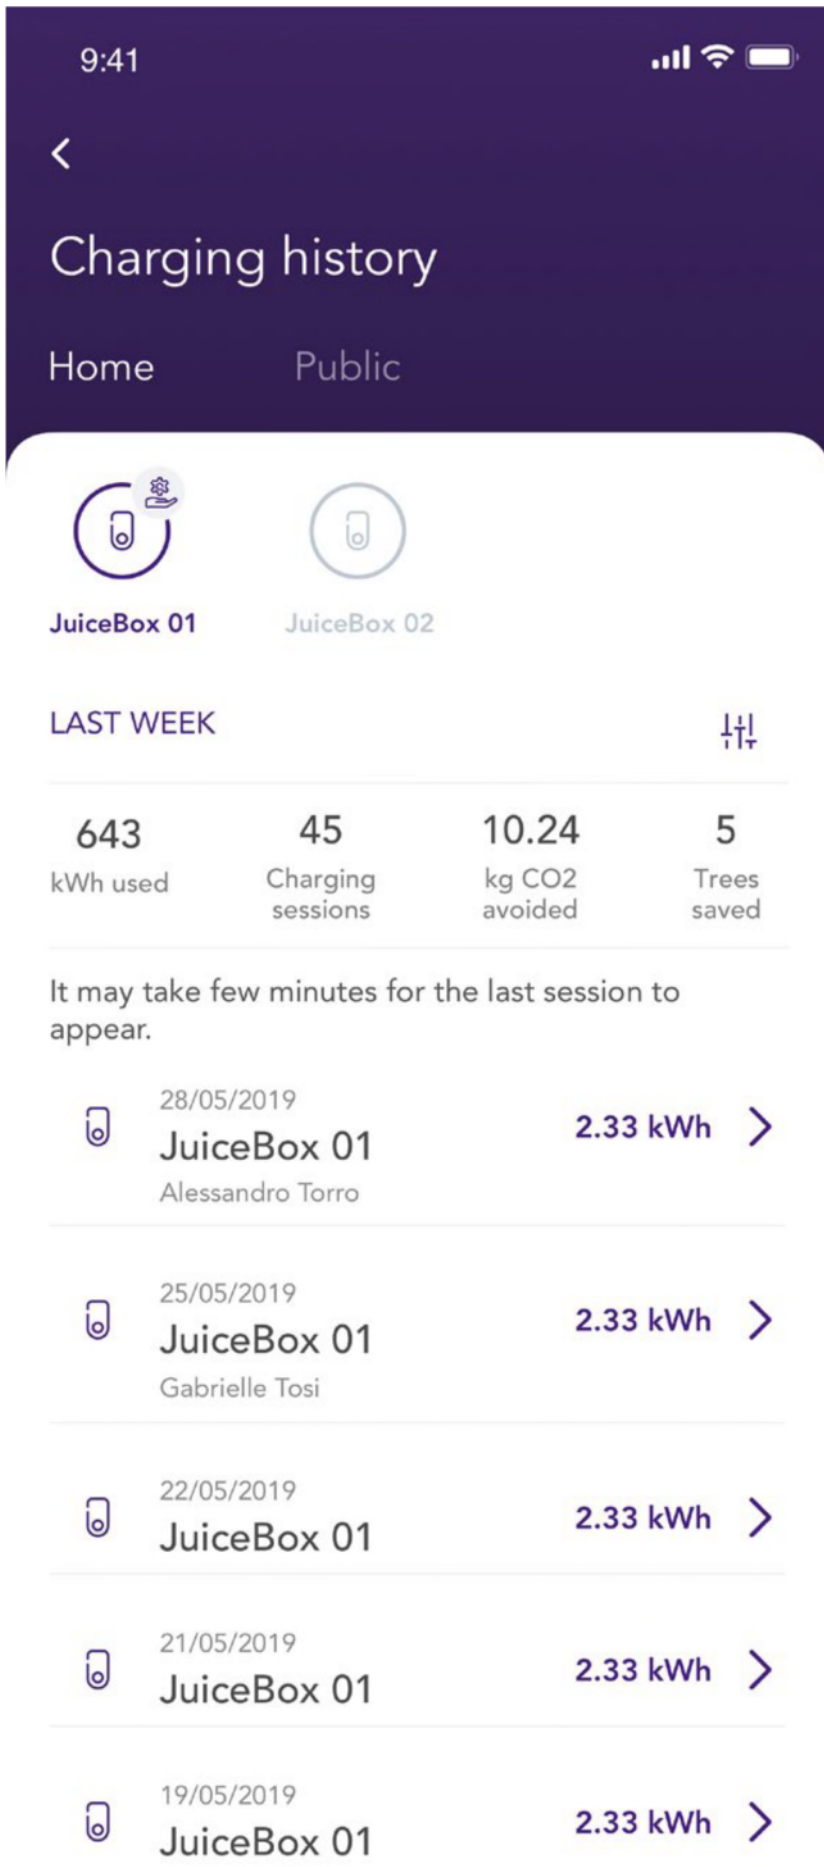 9:41
Charging history
Home
Public
JuiceBox 01
JuiceBox 02
LAST WEEK
643
kWh used
45
Charging
sessions
10.24
kg CO2
avoided
5
Trees
saved
It may take few minutes for the last session to
appear.
28/05/2019
JuiceBox 01
Alessandro Torro
2.33 kWh
25/05/2019
JuiceBox 01
Gabrielle Tosi
2.33 kWh
22/05/2019
JuiceBox 01
2.33 kWh
21/05/2019
JuiceBox 01
2.33 kWh
19/05/2019
JuiceBox 01
2.33 kWh